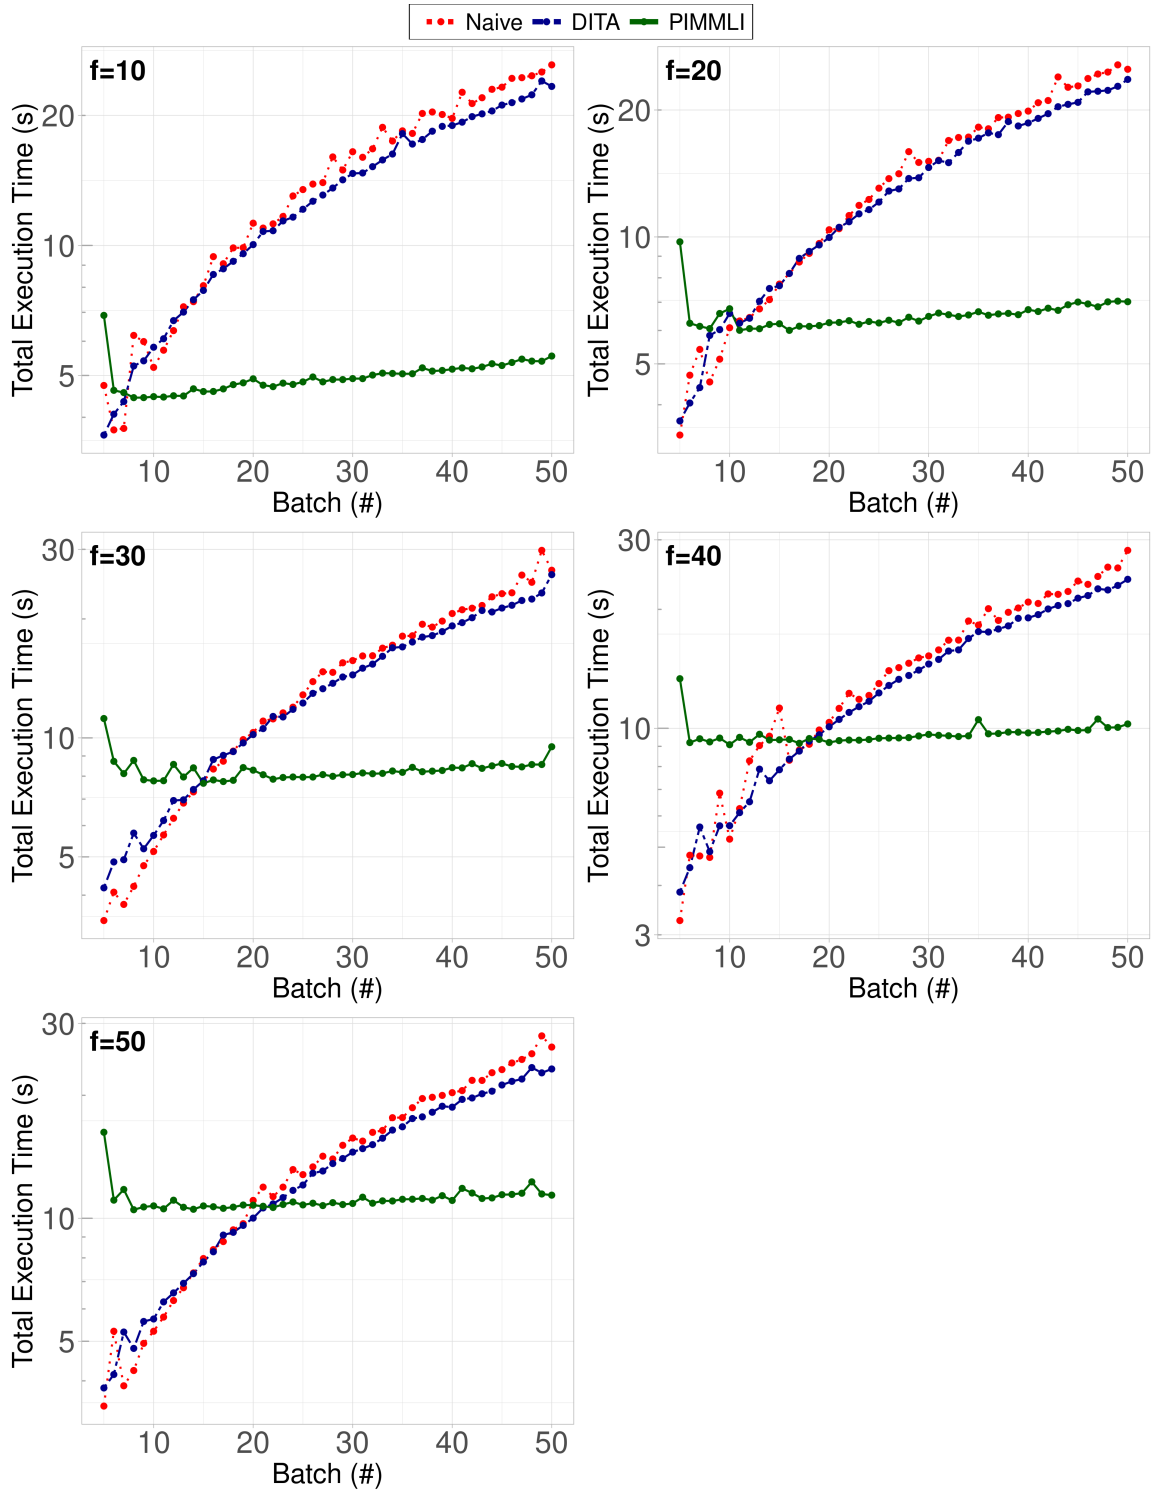 Naive DITA PIMMLI
f=10
Total Execution Time (s)
20
10
5
10 20 30 40 50
Batch (#)
f=20
Total Execution Time (s)
20
10
5
10 20 30 40 50
Batch (#)
f=30
Total Execution Time (s)
30
10
5
10 20 30 40 50
Batch (#)
f=40
Total Execution Time (s)
30
10
3
10 20 30 40 50
Batch (#)
f=50
Total Execution Time (s)
30
10
5
10 20 30 40 50
Batch (#)